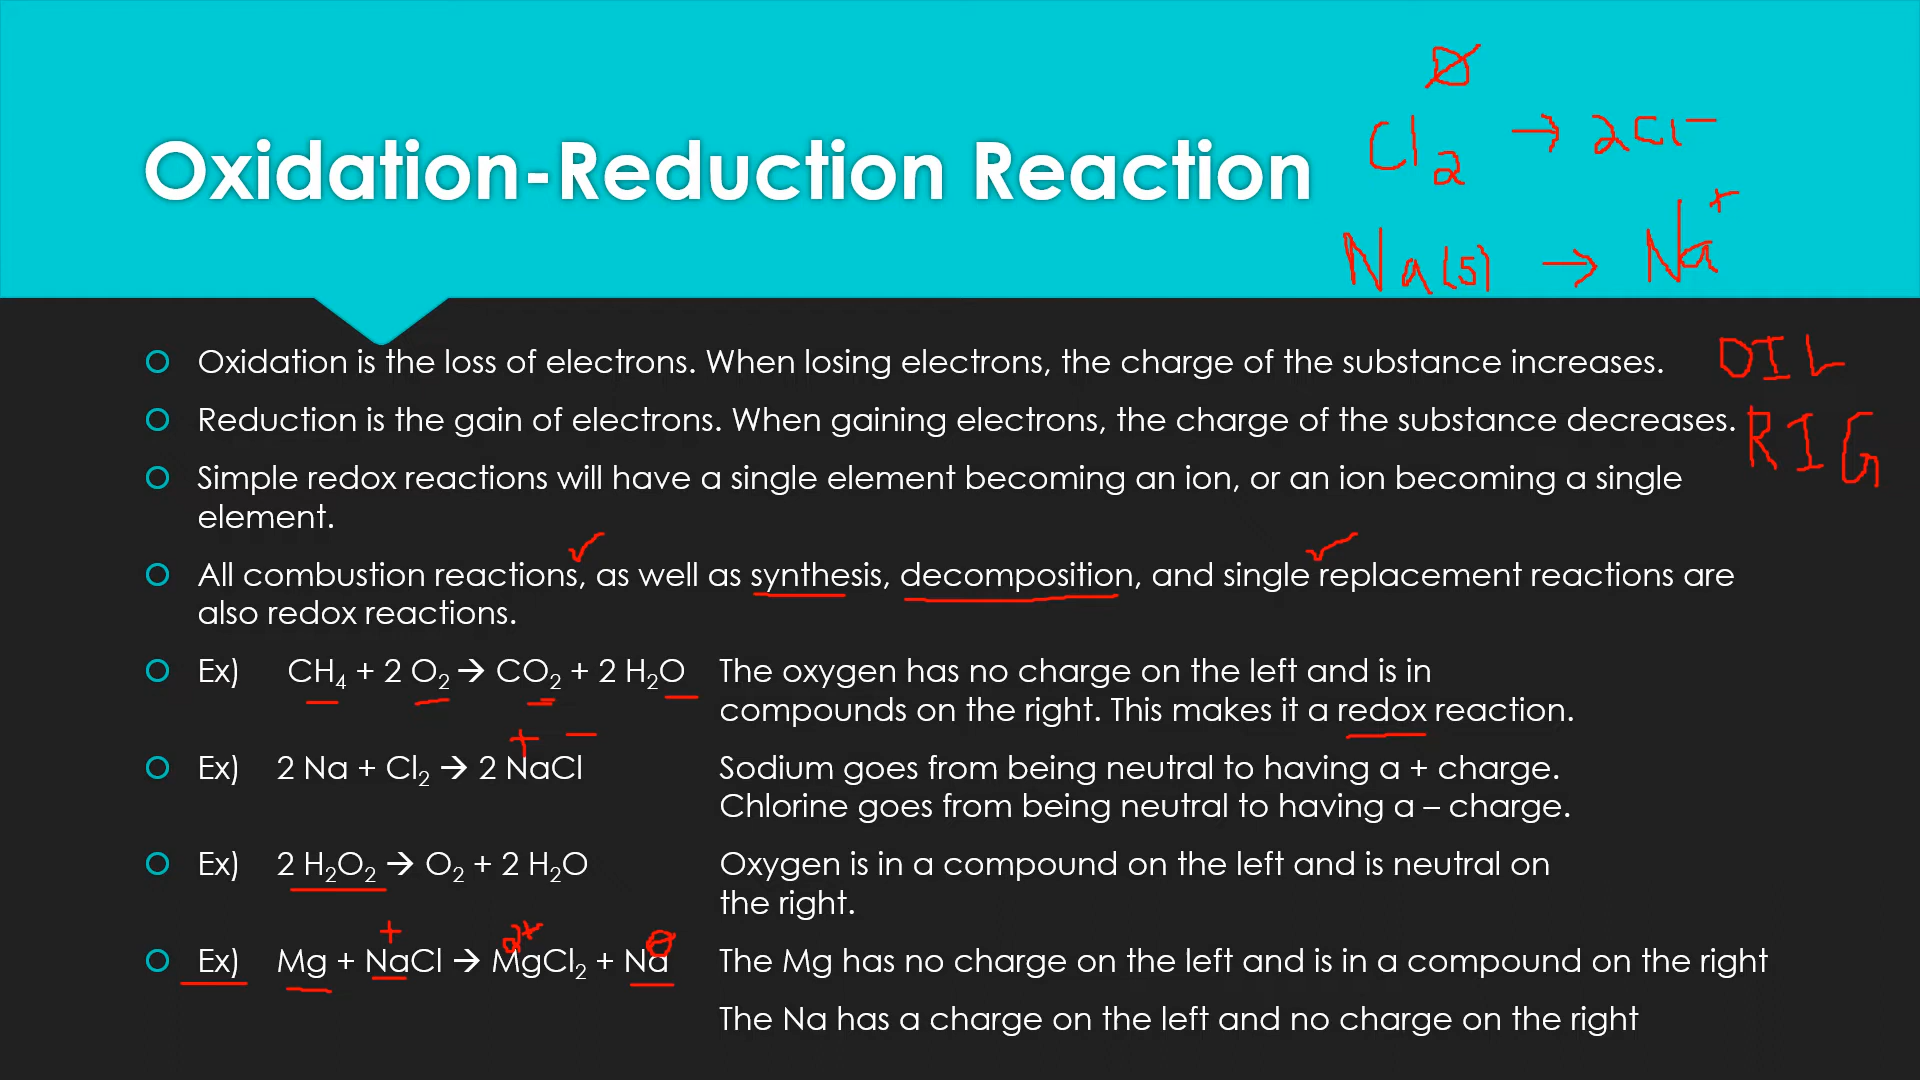 Ø
Cl₂ → 2Cl⁻
Oxidation-Reduction Reaction
Na(s) → Na⁺
Oxidation is the loss of electrons. When losing electrons, the charge of the substance increases. OIL
Reduction is the gain of electrons. When gaining electrons, the charge of the substance decreases. RIG
Simple redox reactions will have a single element becoming an ion, or an ion becoming a single
element.
✓ ✓
All combustion reactions, as well as synthesis, decomposition, and single replacement reactions are
also redox reactions.
Ex) CH₄ + 2 O₂ → CO₂ + 2 H₂O The oxygen has no charge on the left and is in
compounds on the right. This makes it a redox reaction.
+ −
Ex) 2 Na + Cl₂ → 2 NaCl Sodium goes from being neutral to having a + charge.
Chlorine goes from being neutral to having a – charge.
Ex) 2 H₂O₂ → O₂ + 2 H₂O Oxygen is in a compound on the left and is neutral on
the right.
+ 2+ 0
Ex) Mg + NaCl → MgCl₂ + Na The Mg has no charge on the left and is in a compound on the right
The Na has a charge on the left and no charge on the right